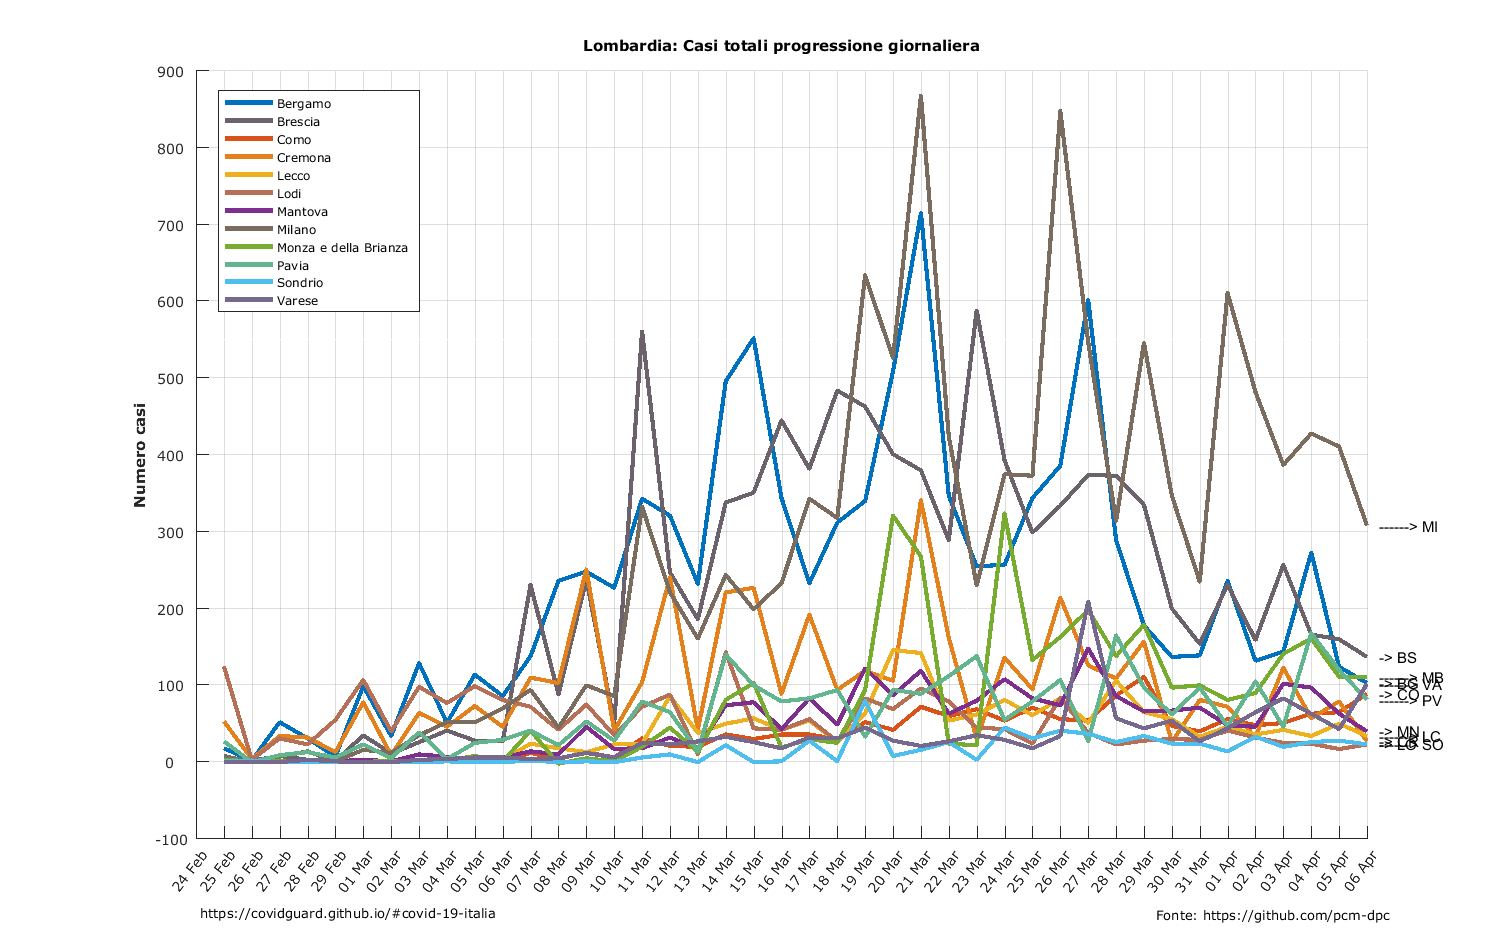 Lombardia: Casi totali progressione giornaliera
900
800
700
600
500
400
300
200
100
0
-100
Numero casi
Bergamo
Brescia
Como
Cremona
Lecco
Lodi
Mantova
Milano
Monza e della Brianza
Pavia
Sondrio
Varese
------> MI
-> BS
MB
BG
VA
CO
------> PV
MN
LC
LO
SO
24 Feb
25 Feb
26 Feb
27 Feb
28 Feb
29 Feb
01 Mar
02 Mar
03 Mar
04 Mar
05 Mar
06 Mar
07 Mar
08 Mar
09 Mar
10 Mar
11 Mar
12 Mar
13 Mar
14 Mar
15 Mar
16 Mar
17 Mar
18 Mar
19 Mar
20 Mar
21 Mar
22 Mar
23 Mar
24 Mar
25 Mar
26 Mar
27 Mar
28 Mar
29 Mar
30 Mar
31 Mar
01 Apr
02 Apr
03 Apr
04 Apr
05 Apr
06 Apr
https://covidguard.github.io/#covid-19-italia
Fonte: https://github.com/pcm-dpc